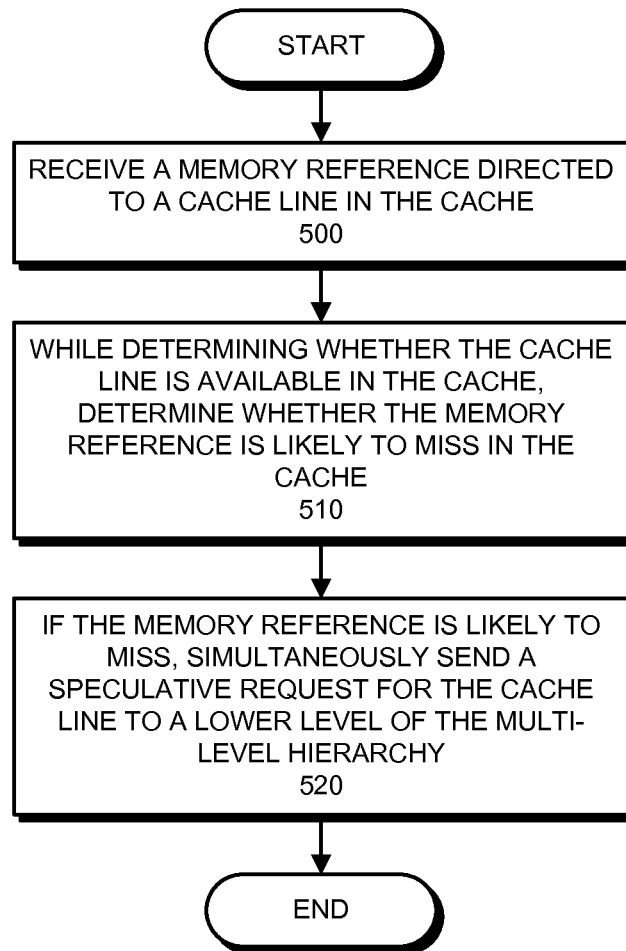 START
RECEIVE A MEMORY REFERENCE DIRECTED
TO A CACHE LINE IN THE CACHE
500
WHILE DETERMINING WHETHER THE CACHE
LINE IS AVAILABLE IN THE CACHE,
DETERMINE WHETHER THE MEMORY
REFERENCE IS LIKELY TO MISS IN THE
CACHE
510
IF THE MEMORY REFERENCE IS LIKELY TO
MISS, SIMULTANEOUSLY SEND A
SPECULATIVE REQUEST FOR THE CACHE
LINE TO A LOWER LEVEL OF THE MULTI-
LEVEL HIERARCHY
520
END